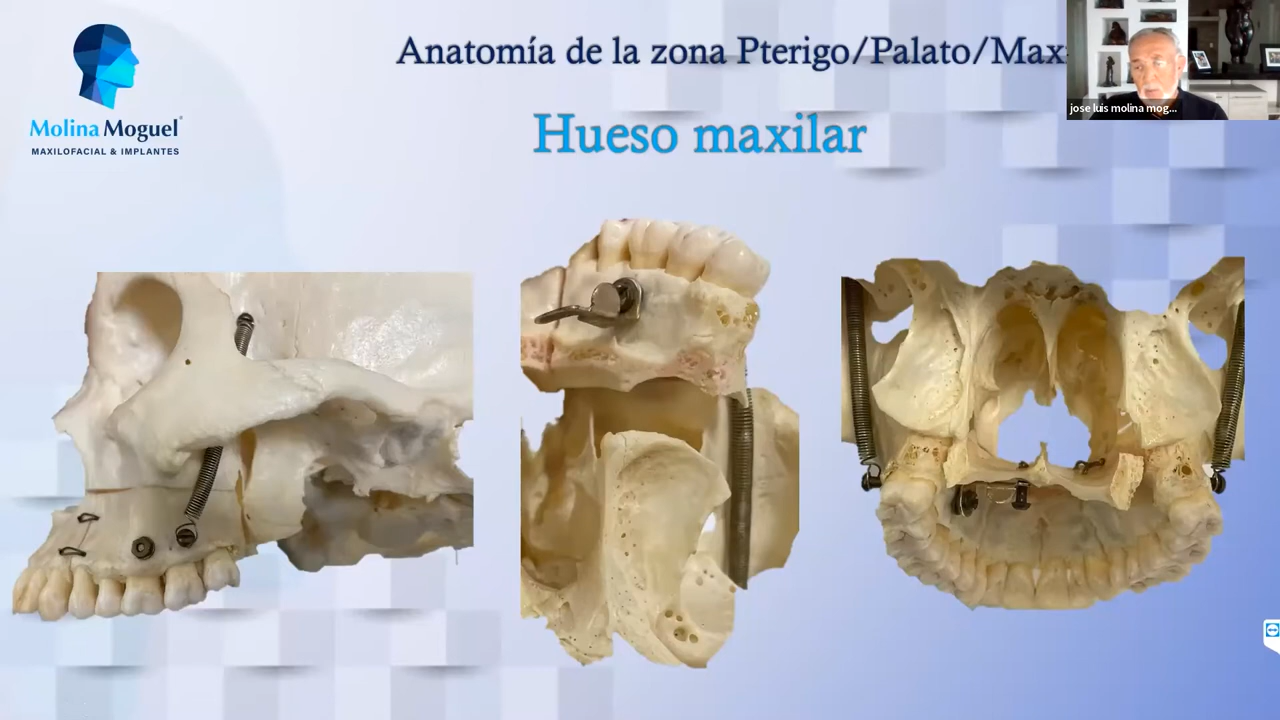 Anatomía de la zona Pterigo/Palato/Max
jose luis molina mog...
Hueso maxilar
Molina Moguel®
MAXILOFACIAL & IMPLANTES